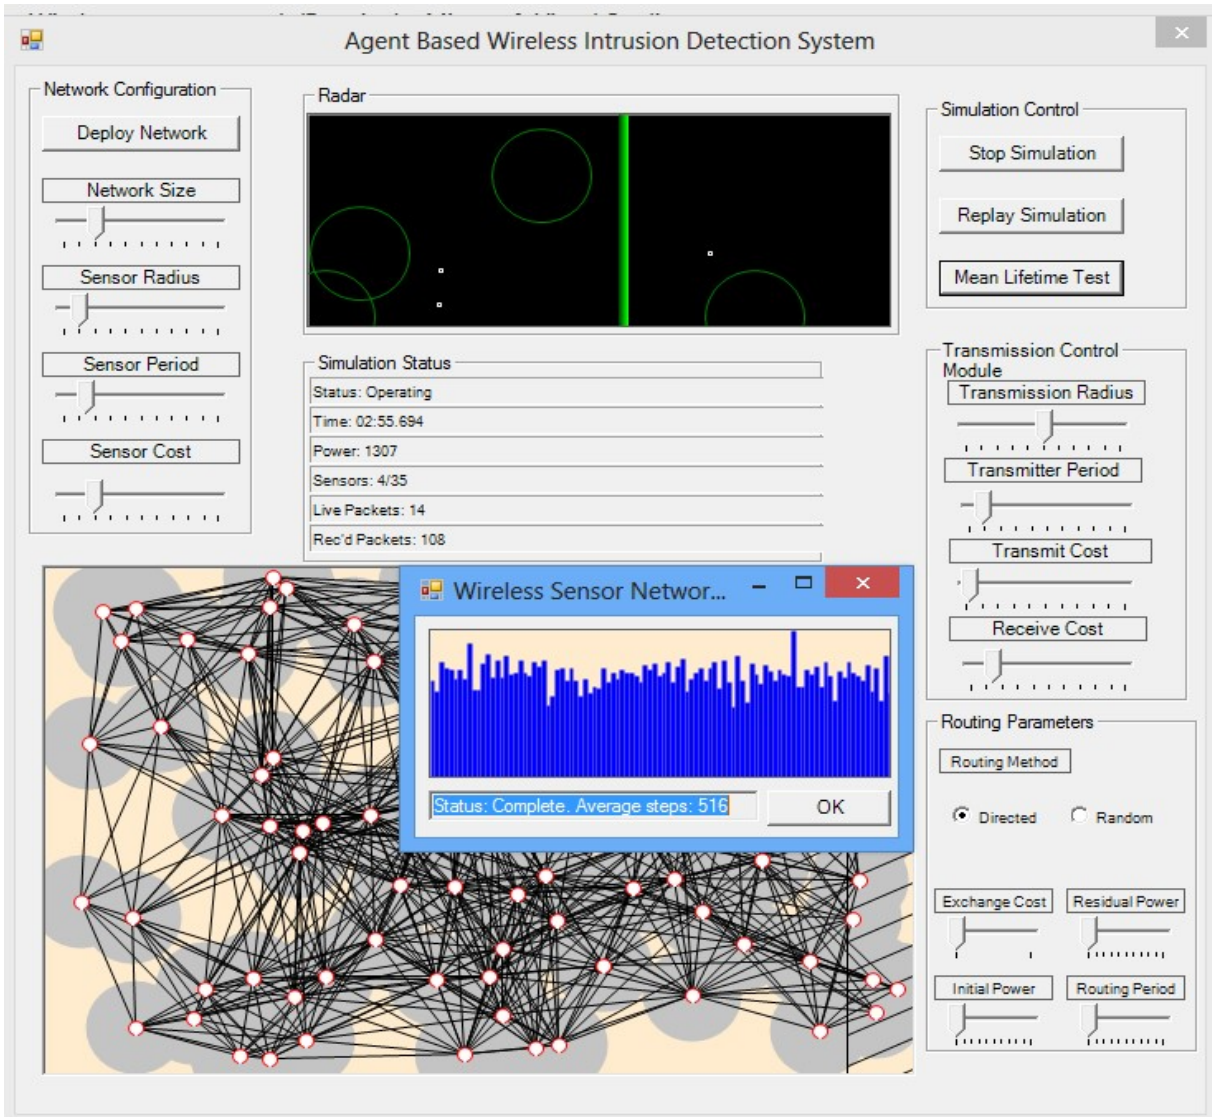 Agent Based Wireless Intrusion Detection System
Network Configuration
Deploy Network
Network Size
Sensor Radius
Sensor Period
Sensor Cost
Radar
Simulation Status
Status: Operating
Time: 02:55.694
Power: 1307
Sensors: 4/35
Live Packets: 14
Rec'd Packets: 108
Simulation Control
Stop Simulation
Replay Simulation
Mean Lifetime Test
Transmission Control
Module
Transmission Radius
Transmitter Period
Transmit Cost
Receive Cost
Wireless Sensor Networ...
Status: Complete. Average steps: 516
OK
Routing Parameters
Routing Method
Directed
Random
Exchange Cost
Residual Power
Initial Power
Routing Period